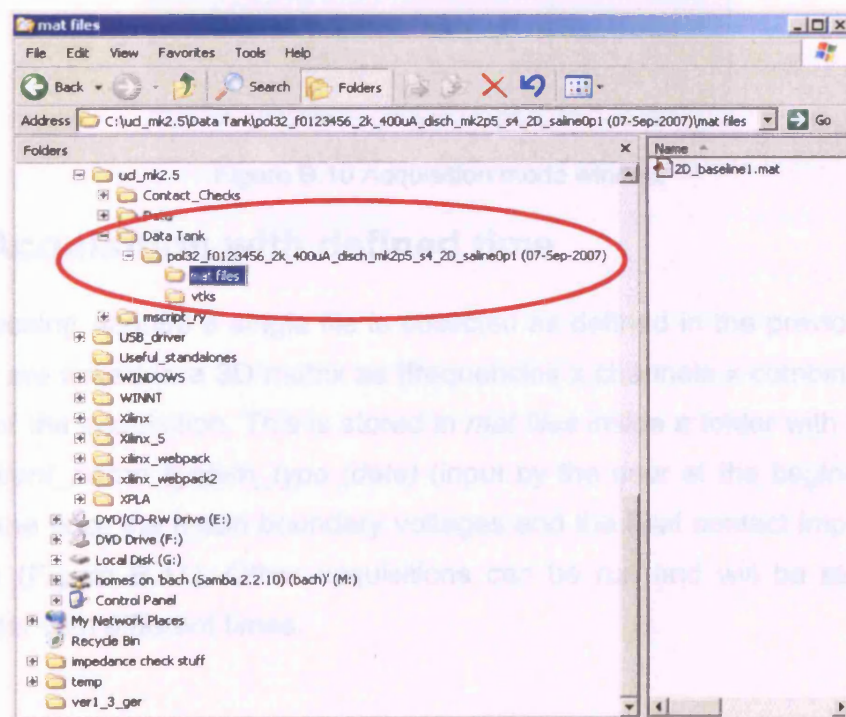 mat files
File Edit View Favorites Tools Help
Back Search Folders
Address C:\ucl_mk2.5\Data Tank\pol32_f0123456_2k_400uA_disch_mk2p5_s4_2D_saline0p1 (07-Sep-2007)\mat files Go
Folders
Name
ucl_mk2.5
2D_baseline1.mat
Contact_Checks
Data
Data Tank
pol32_f0123456_2k_400uA_disch_mk2p5_s4_2D_saline0p1 (07-Sep-2007)
mat files
vtks
mscript_ry
USB_driver
Useful_standalones
WINDOWS
WINNT
Xilinx
Xilinx_5
xilinx_webpack
xilinx_webpack2
XPLA
DVD/CD-RW Drive (E:)
DVD Drive (F:)
Local Disk (G:)
homes on 'bach (Samba 2.2.10) (bach)' (M:)
Control Panel
My Network Places
Recycle Bin
impedance check stuff
temp
ver1_3_ger